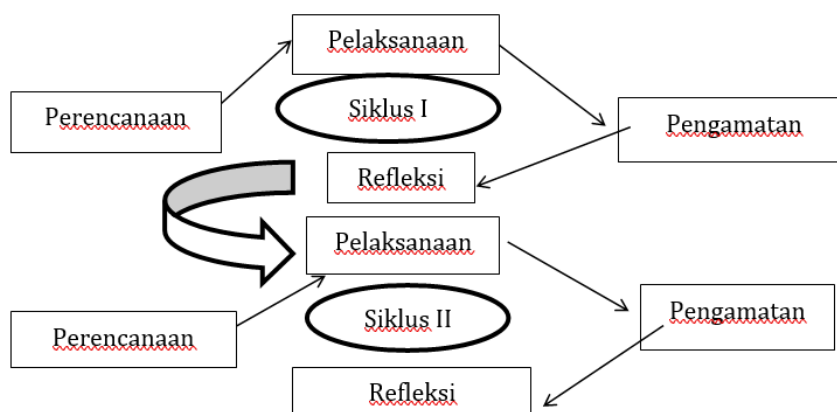 Pelaksanaan
Perencanaan
Siklus I
Pengamatan
Refleksi
Pelaksanaan
Perencanaan
Siklus II
Pengamatan
Refleksi